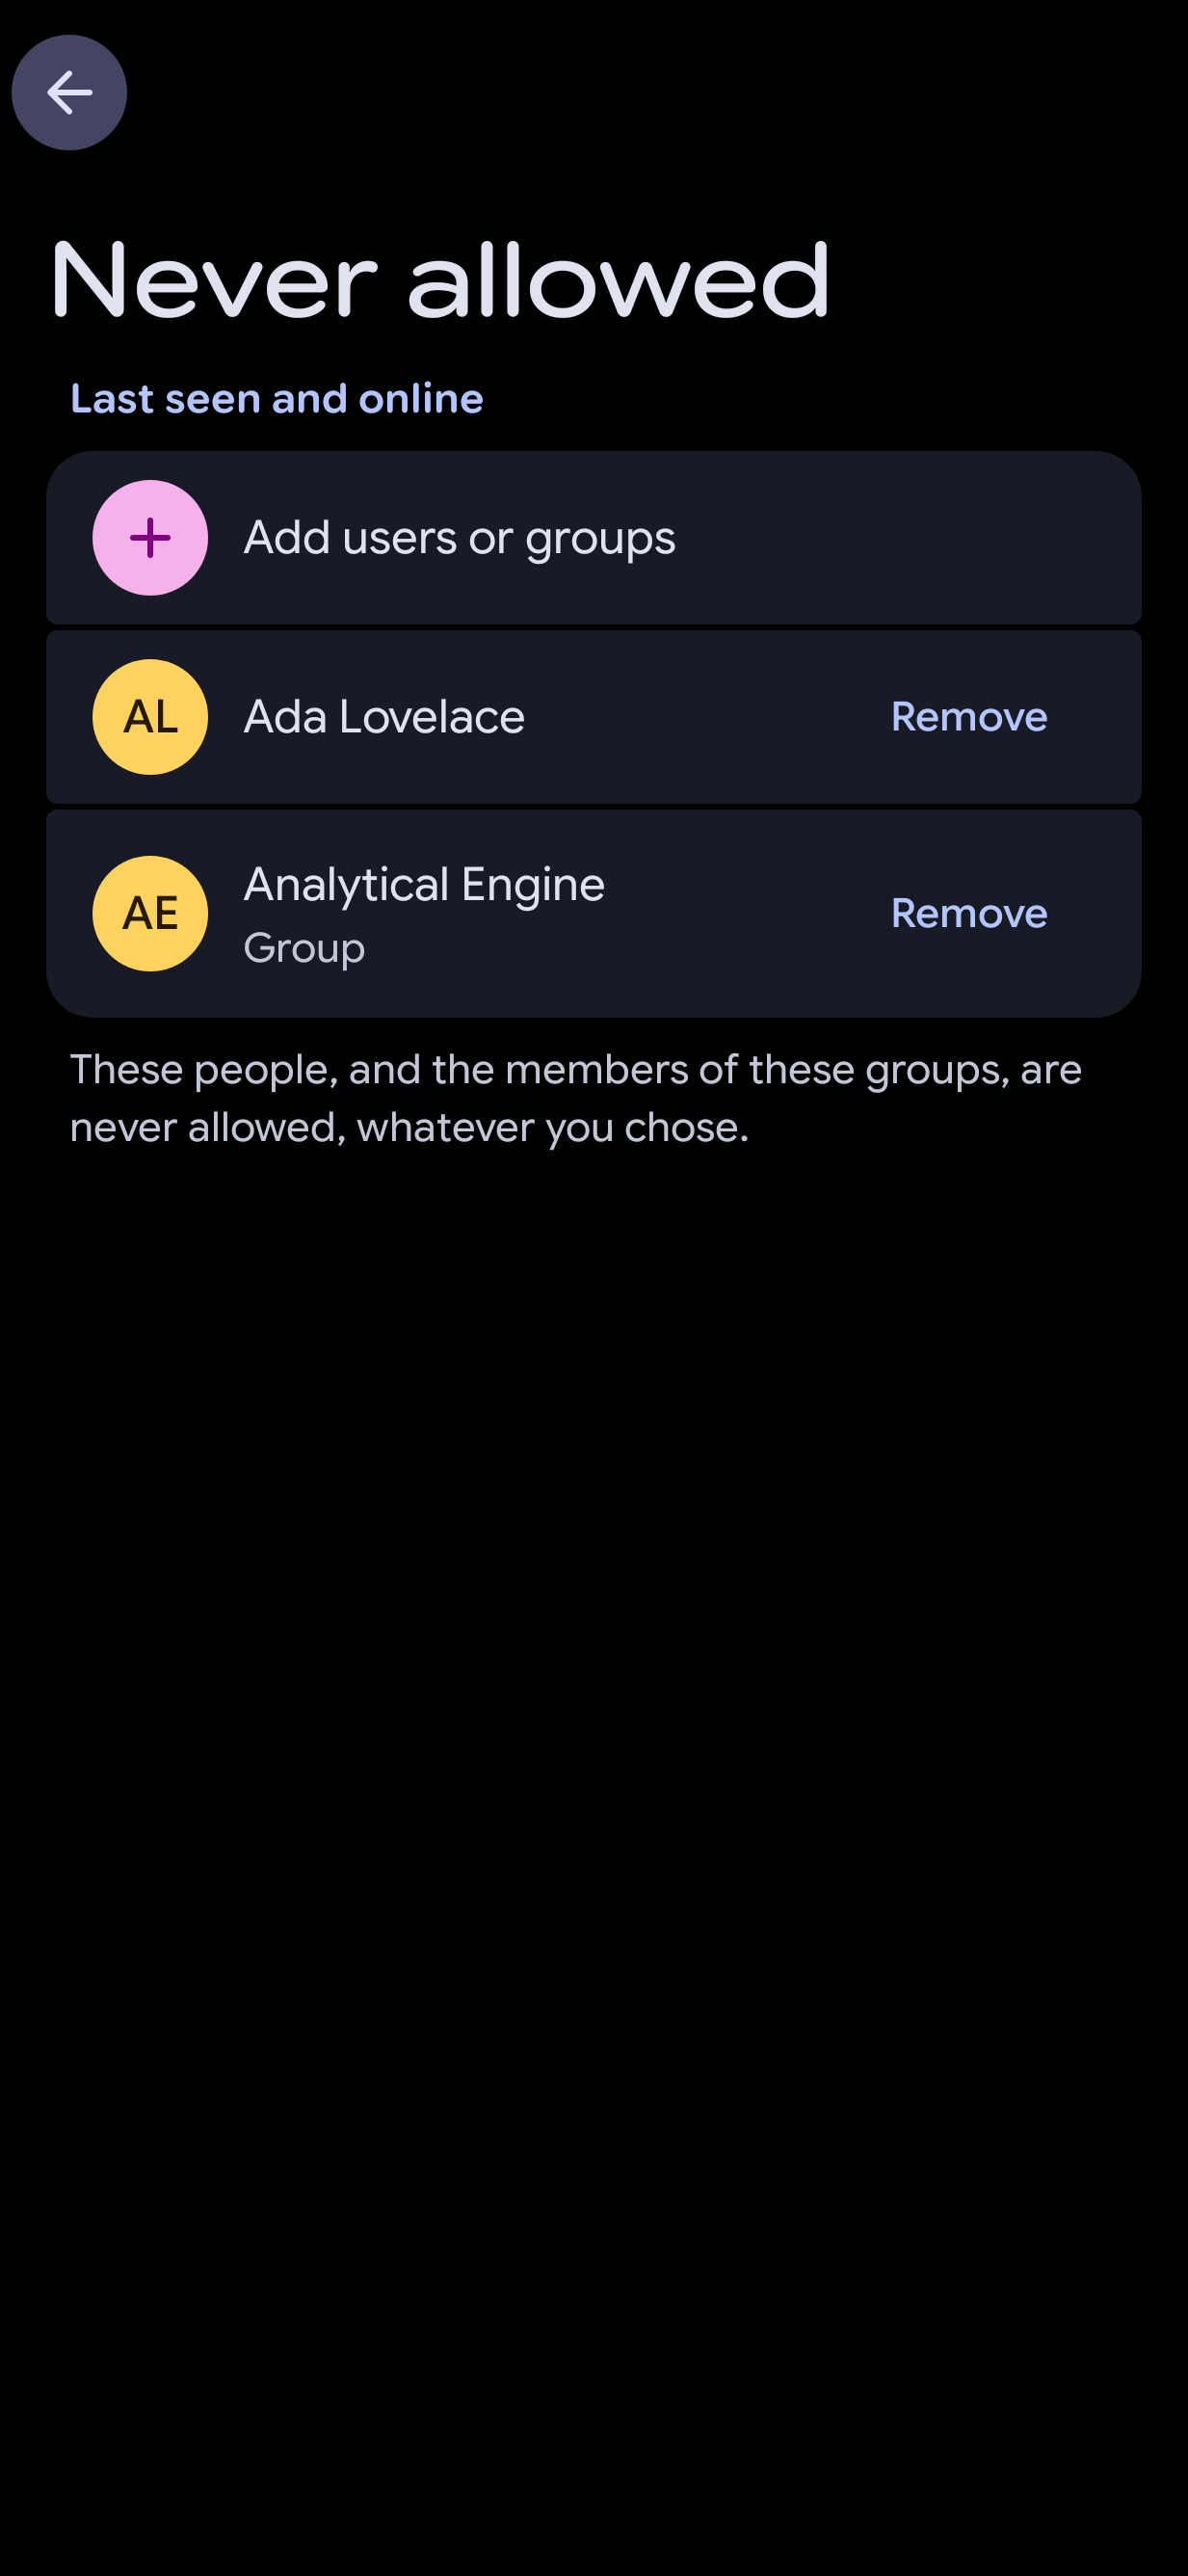 Never allowed
Last seen and online
Add users or groups
AL
Ada Lovelace
Remove
AE
Analytical Engine
Group
Remove
These people, and the members of these groups, are
never allowed, whatever you chose.